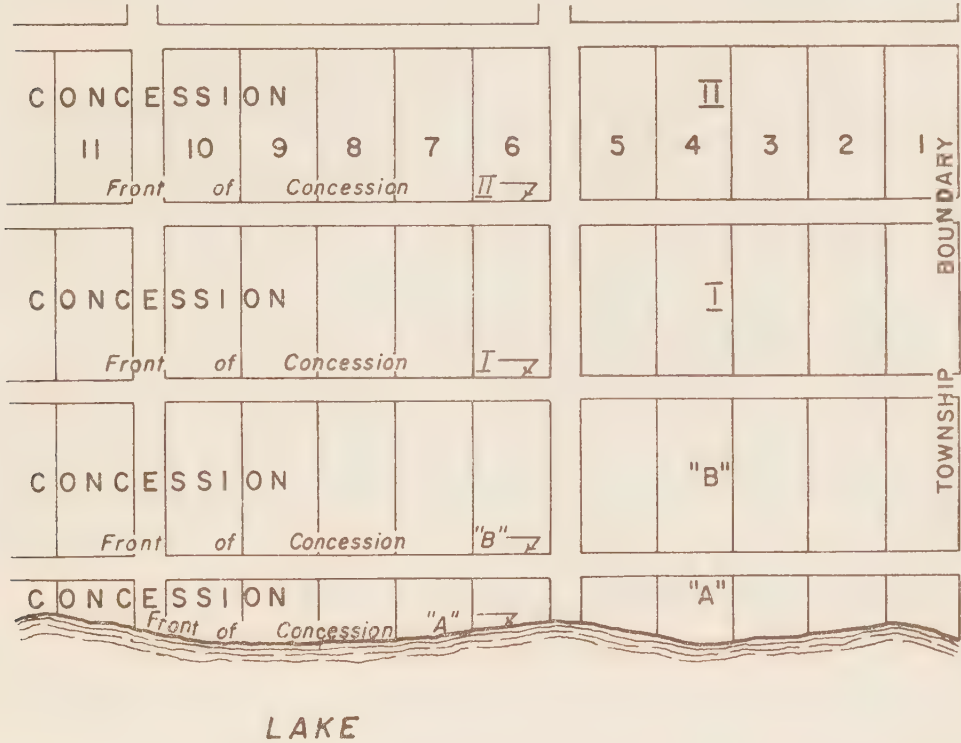 CONCESSION II
11 10 9 8 7 6 5 4 3 2 1
Front of Concession II
CONCESSION I
Front of Concession I
CONCESSION "B"
Front of Concession "B"
CONCESSION "A"
Front of Concession "A"
TOWNSHIP BOUNDARY
LAKE